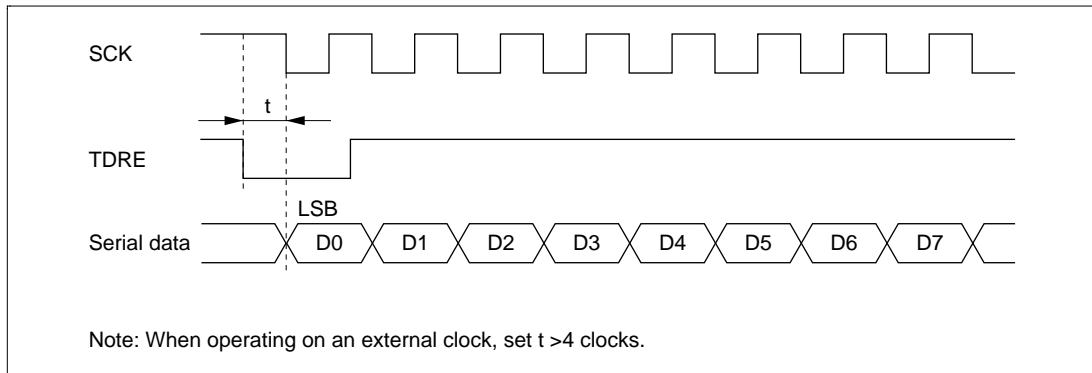 SCK
t
TDRE
LSB
Serial data D0 D1 D2 D3 D4 D5 D6 D7
Note: When operating on an external clock, set t >4 clocks.